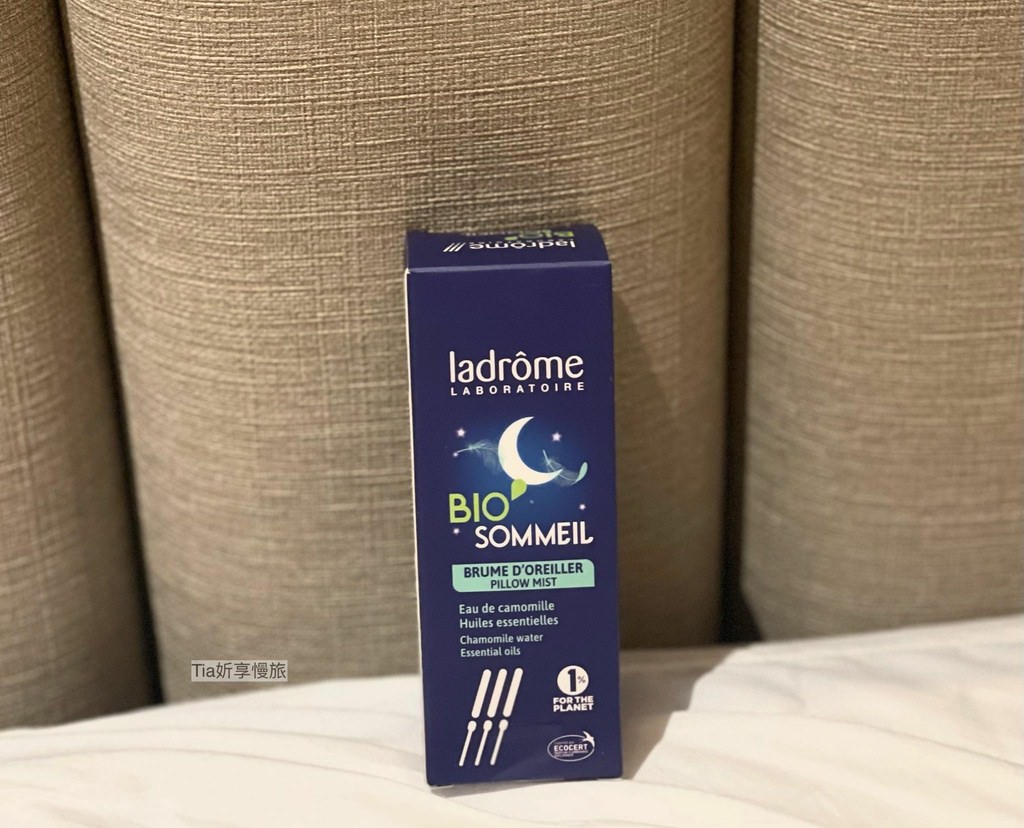 ladrôme
BIO
ladrôme
LABORATOIRE
BIO
SOMMEIL
BRUME D'OREILLER
PILLOW MIST
Eau de camomille
Huiles essentielles
Chamomile water
Essential oils
1%
FOR THE
PLANET
ECOCERT
Tia妡享慢旅